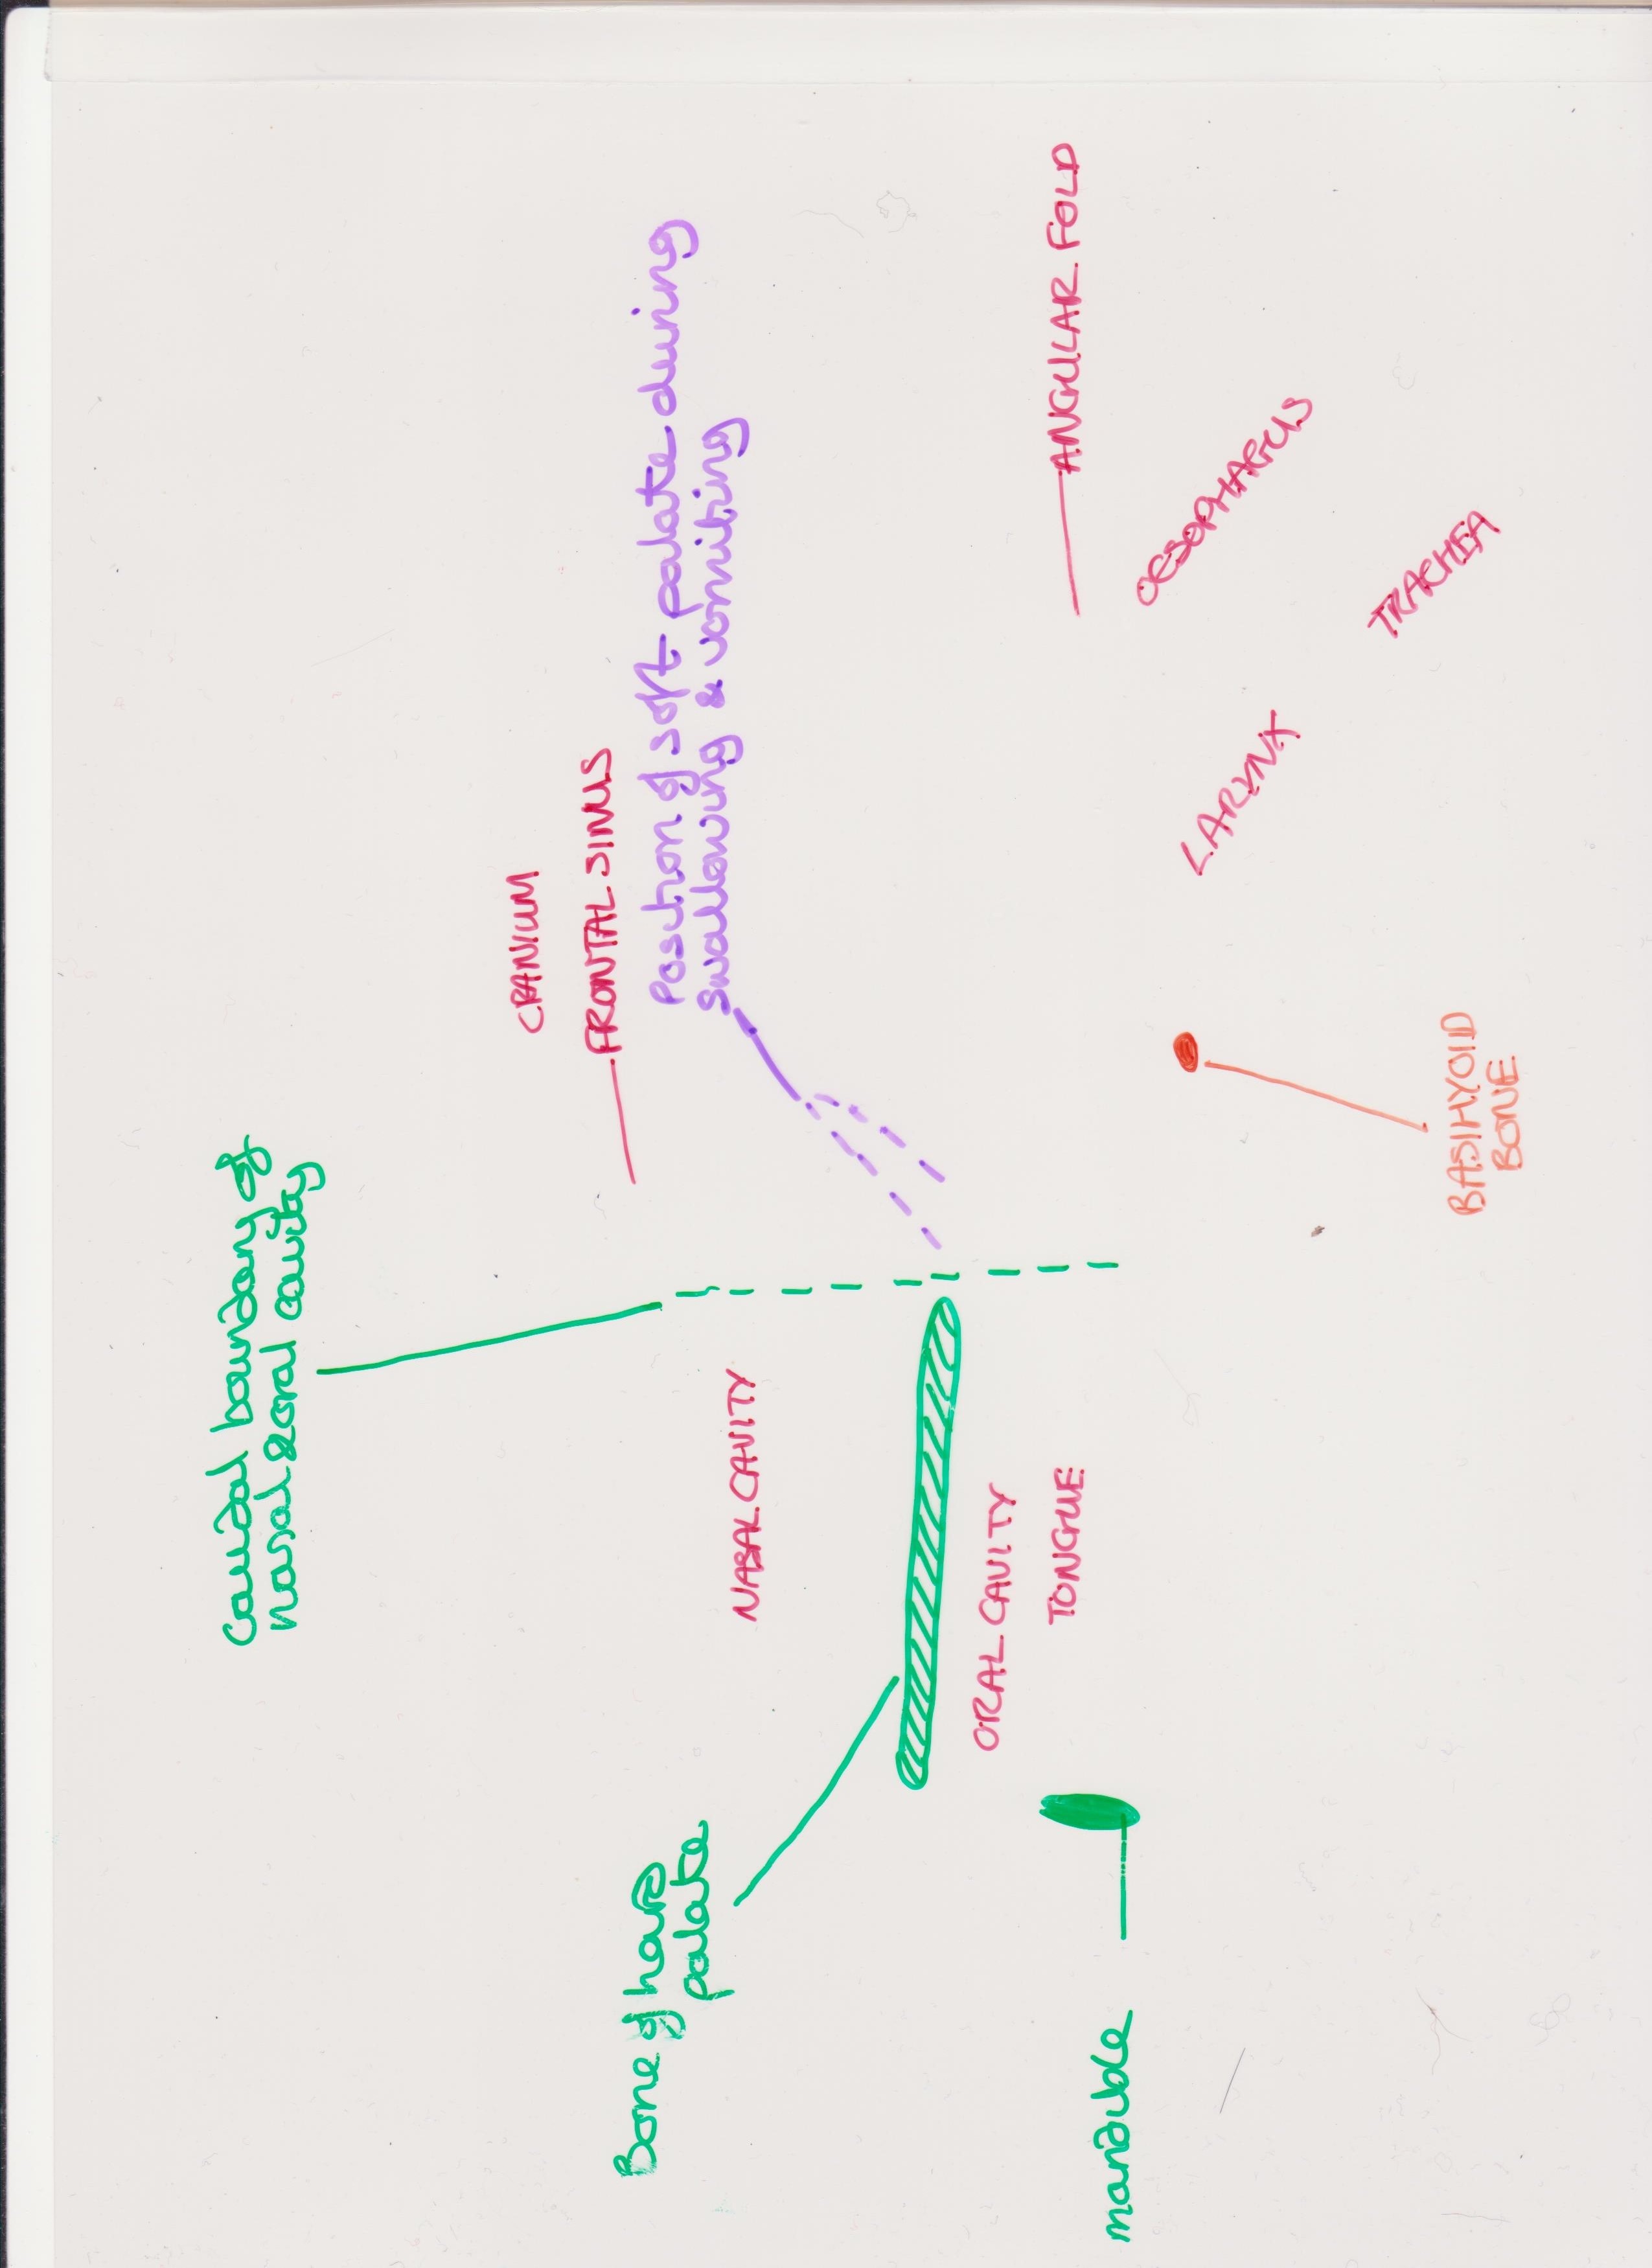 Caudal boundary of
nasal & oral cavity
CRANIUM
FRONTAL SINUS
Position of soft palate during
swallowing & vomiting
Bone of hard
palate
NASAL CAVITY
ORAL CAVITY
TONGUE
mandible
ANGULAR FOLD
OESOPHAGUS
LARYNX
TRACHEA
BASIHYOID
BONE